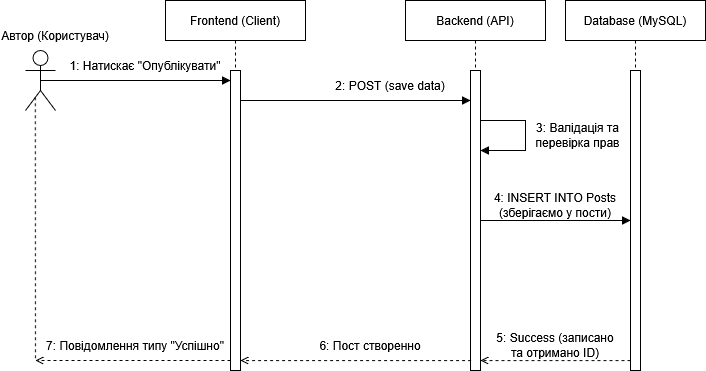 Frontend (Client)
Backend (API)
Database (MySQL)
Автор (Користувач)
1: Натискає "Опублікувати"
2: POST (save data)
3: Валідація та
перевірка прав
4: INSERT INTO Posts
(зберігаємо у пости)
5: Success (записано
та отримано ID)
6: Пост створенно
7: Повідомлення типу "Успішно"